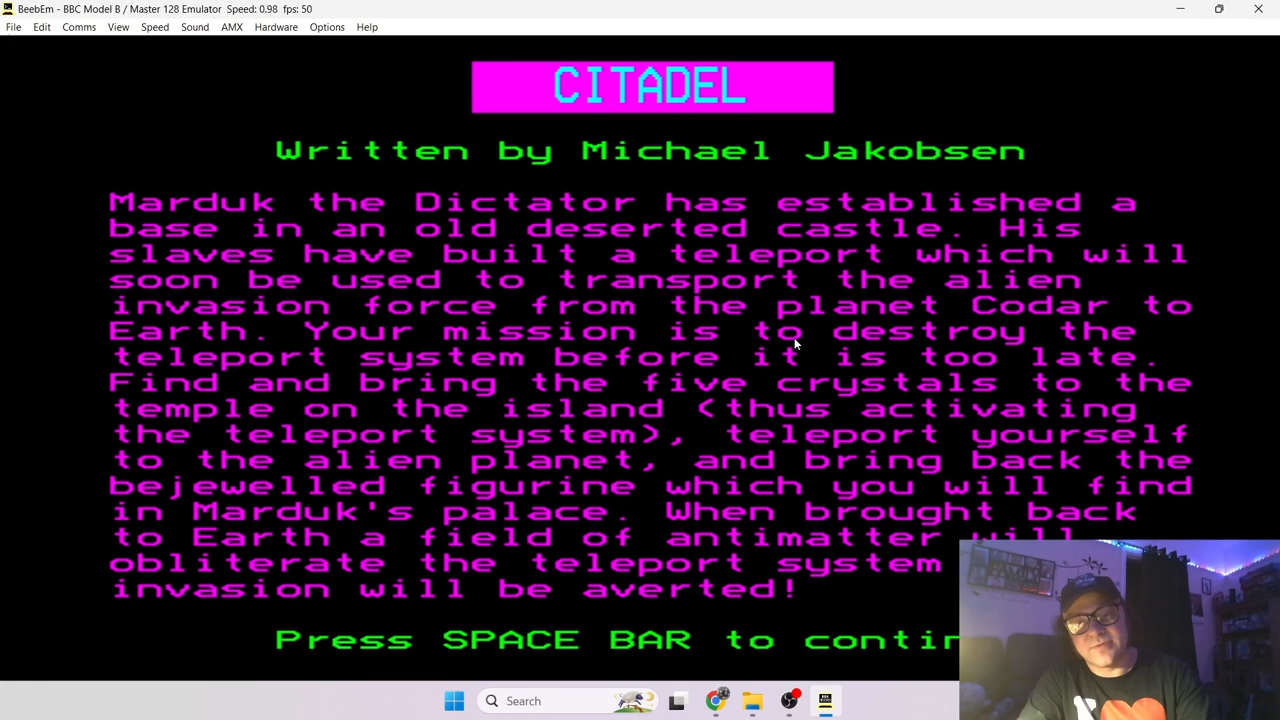 BeebEm - BBC Model B / Master 128 Emulator Speed: 0.98 fps: 50
File Edit Comms View Speed Sound AMX Hardware Options Help
CITADEL
Written by Michael Jakobsen
Marduk the Dictator has established a
base in an old deserted castle. His
slaves have built a teleport which will
soon be used to transport the alien
invasion force from the planet Codar to
Earth. Your mission is to destroy the
teleport system before it is too late.
Find and bring the five crystals to the
temple on the island (thus activating
the teleport system), teleport yourself
to the alien planet, and bring back the
bejewelled figurine which you will find
in Marduk's palace. When brought back
to Earth a field of antimatter will
obliterate the teleport system
invasion will be averted!
Press SPACE BAR to contin
Search